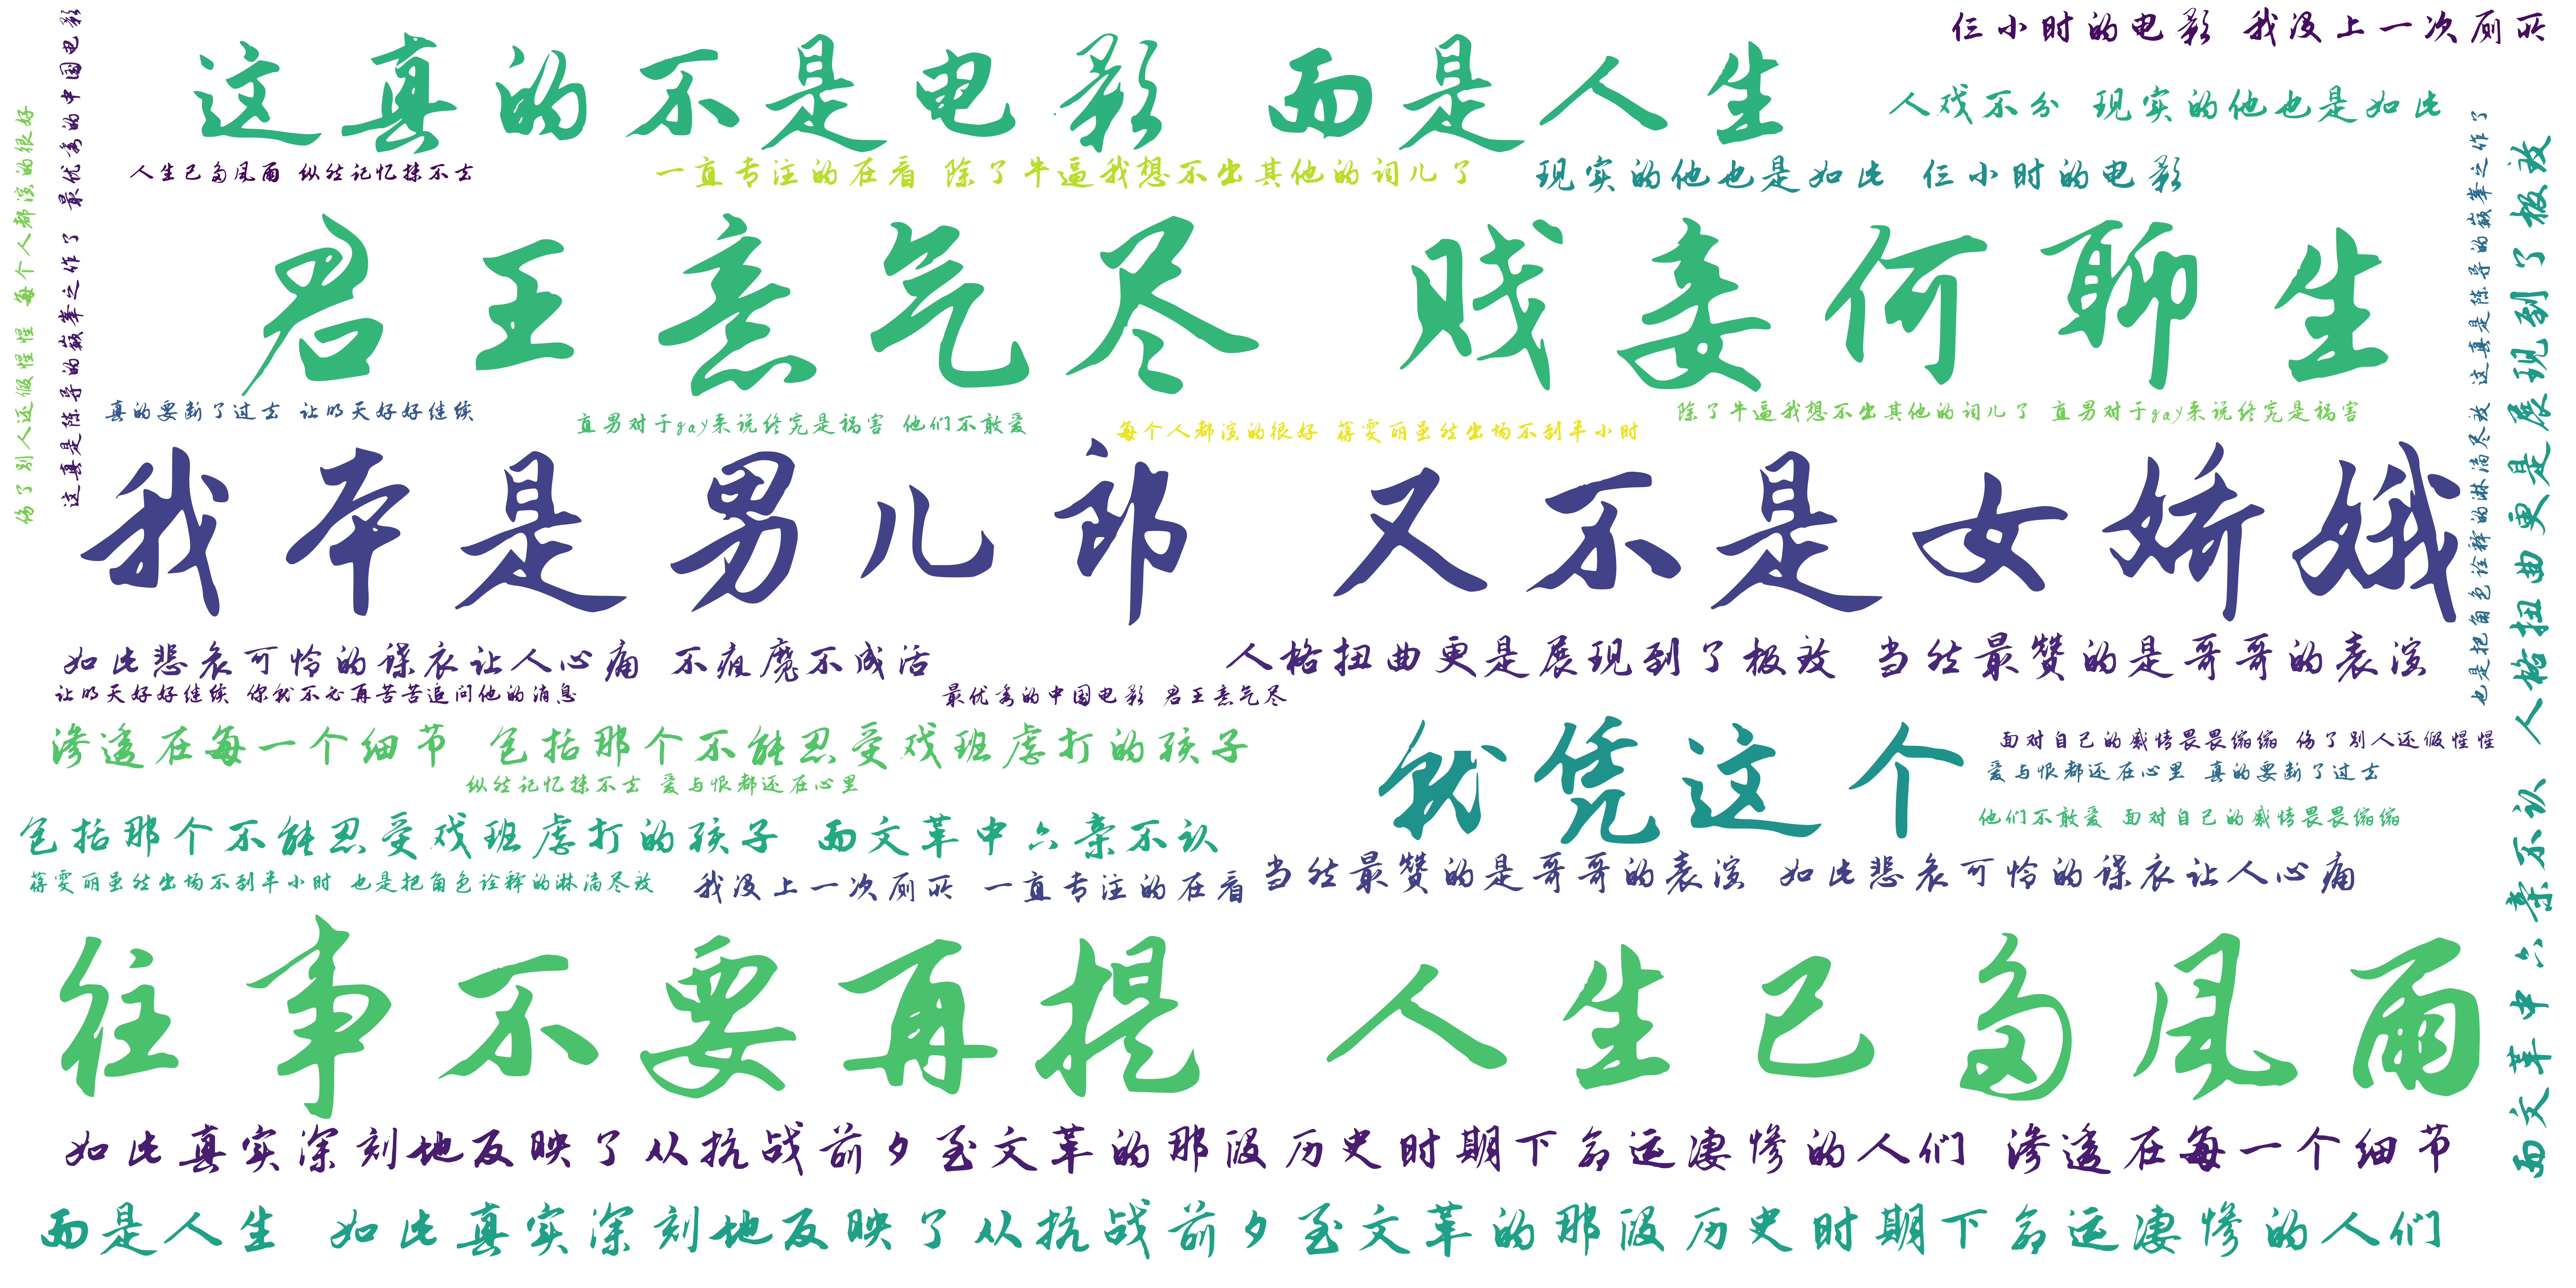 仨小时的电影 我没上一次厕所
这真的不是电影 而是人生
人戏不分 现实的他也是如此
人生已多风雨 纵然记忆抹不去
一直专注的在看 除了牛逼我想不出其他的词儿了
现实的他也是如此 仨小时的电影
君王意气尽 贱妾何聊生
真的要断了过去 让明天好好继续
直男对于gay来说终究是祸害 他们不敢爱
每个人都演的很好 蒋雯丽虽然出场不到半小时
除了牛逼我想不出其他的词儿了 直男对于gay来说终究是祸害
我本是男儿郎 又不是女娇娥
如此悲哀可怜的蝶衣让人心痛 不疯魔不成活
人格扭曲更是展现到了极致 当然最赞的是哥哥的表演
让明天好好继续 你就不必再苦苦追问他的消息
最优秀的中国电影 君王意气尽
渗透在每一个细节 包括那个不能忍受戏班虐打的孩子
就凭这个
面对自己的感情畏畏缩缩 伤了别人还假惺惺
爱与恨都还在心里 真的要断了过去
纵然记忆抹不去 爱与恨都还在心里
他们不敢爱 面对自己的感情畏畏缩缩
包括那个不能忍受戏班虐打的孩子 而文革中六亲不认
蒋雯丽虽然出场不到半小时 也是把角色诠释的淋漓尽致
我没上一次厕所 一直专注的在看
当然最赞的是哥哥的表演 如此悲哀可怜的蝶衣让人心痛
往事不要再提 人生已多风雨
如此真实深刻地反映了从抗战前夕至文革的那段历史时期下命运凄惨的人们 渗透在每一个细节
而是人生 如此真实深刻地反映了从抗战前夕至文革的那段历史时期下命运凄惨的人们
伤了别人还假惺惺 每个人都演的很好
这真是陈导的巅峰之作了 最优秀的中国电影
也是把角色诠释的淋漓尽致 这真是陈导的巅峰之作了
而文革中六亲不认 人格扭曲更是展现到了极致